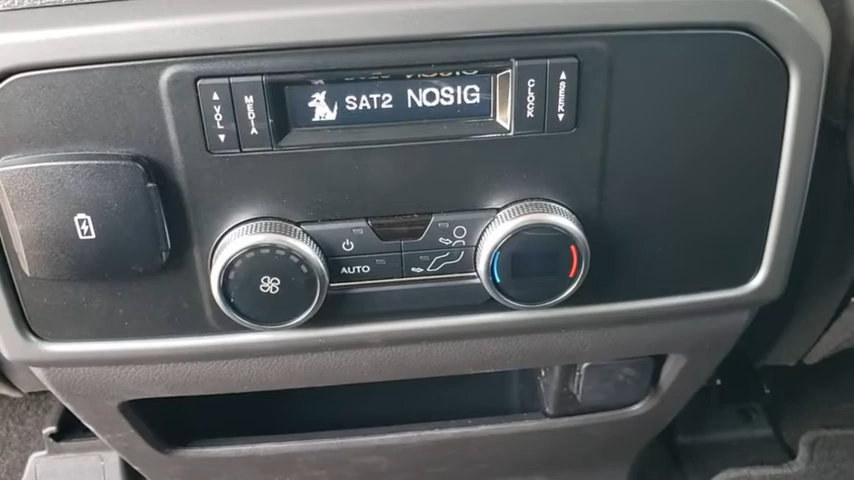 VOL
MEDIA
SAT2 NOSIG
CLOCK
SEEK
AUTO